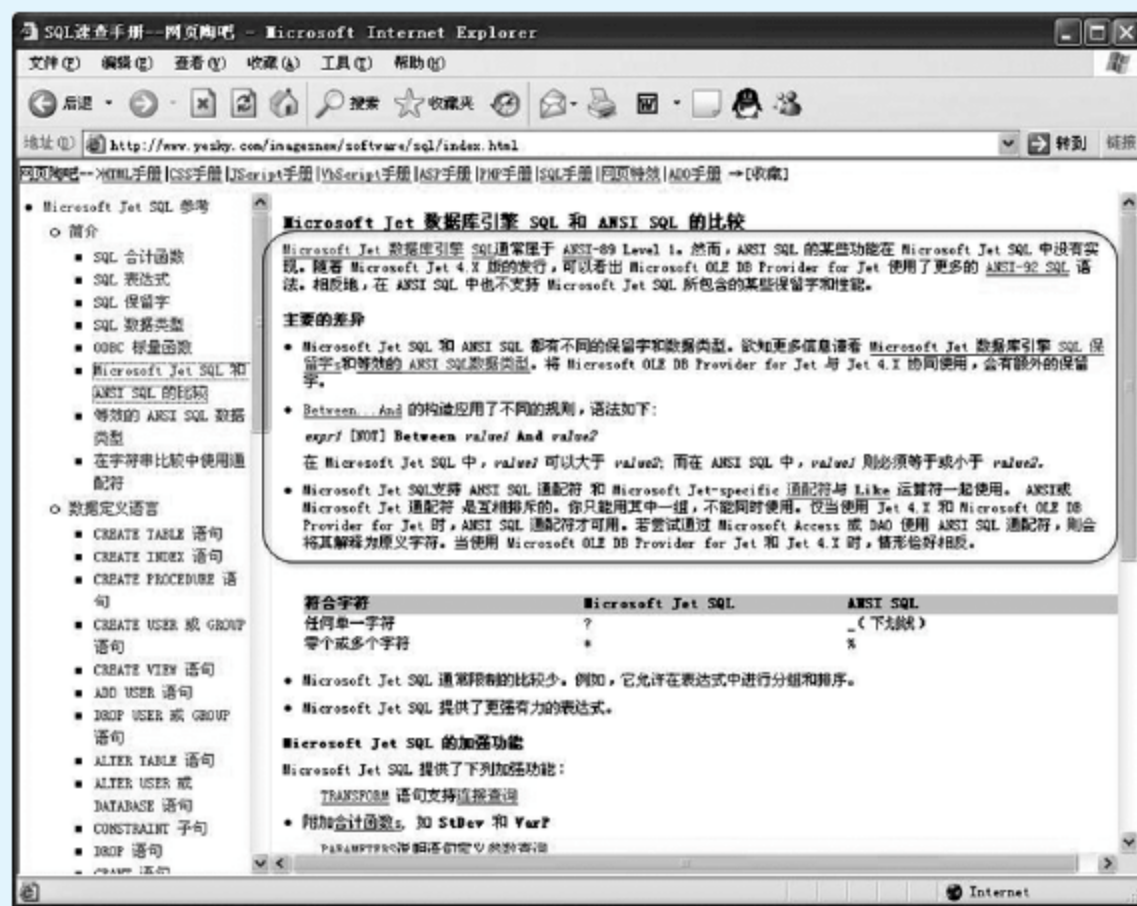 SQL速查手册--网页陶吧 - Microsoft Internet Explorer
文件(F) 编辑(E) 查看(V) 收藏(A) 工具(T) 帮助(H)
后退 搜索 收藏夹
地址(D) http://www.yesky.com/imagesnew/software/sql/index.html 转到 链接
网页陶吧-->HTML手册|CSS手册|JScript手册|VbScript手册|ASP手册|PHP手册|SQL手册|网页特效|ADO手册 →[收藏]
• Microsoft Jet SQL 参考
简介
SQL 合计函数
SQL 表达式
SQL 保留字
SQL 数据类型
ODBC 标量函数
Microsoft Jet SQL 和
ANSI SQL 的比较
等效的 ANSI SQL 数据
类型
在字符串比较中使用通
配符
数据定义语言
CREATE TABLE 语句
CREATE INDEX 语句
CREATE PROCEDURE 语
句
CREATE USER 或 GROUP
语句
CREATE VIEW 语句
ADD USER 语句
DROP USER 或 GROUP
语句
ALTER TABLE 语句
ALTER USER 或
DATABASE 语句
CONSTRAINT 子句
DROP 语句
GRANT 语句
Microsoft Jet 数据库引擎 SQL 和 ANSI SQL 的比较
Microsoft Jet 数据库引擎 SQL通常属于 ANSI-89 Level 1。然而，ANSI SQL 的某些功能在 Microsoft Jet SQL 中没有实
现。随着 Microsoft Jet 4.X 版的发行，可以看出 Microsoft OLE DB Provider for Jet 使用了更多的 ANSI-92 SQL 语
法。相反地，在 ANSI SQL 中也不支持 Microsoft Jet SQL 所包含的某些保留字和性能。
主要的差异
• Microsoft Jet SQL 和 ANSI SQL 都有不同的保留字和数据类型。欲知更多信息请看 Microsoft Jet 数据库引擎 SQL 保
留字s和等效的 ANSI SQL数据类型。将 Microsoft OLE DB Provider for Jet 与 Jet 4.X 协同使用，会有额外的保留
字。
• Between...And 的构造应用了不同的规则，语法如下：
expr1 [NOT] Between value1 And value2
在 Microsoft Jet SQL 中，value1 可以大于 value2; 而在 ANSI SQL 中，value1 则必须等于或小于 value2。
• Microsoft Jet SQL支持 ANSI SQL 通配符 和 Microsoft Jet-specific 通配符与 Like 运算符一起使用。 ANSI或
Microsoft Jet 通配符 是互相排斥的。你只能用其中一组，不能同时使用。仅当使用 Jet 4.X 和 Microsoft OLE DB
Provider for Jet 时，ANSI SQL 通配符才可用。若尝试通过 Microsoft Access 或 DAO 使用 ANSI SQL 通配符，则会
将其解释为原义字符。当使用 Microsoft OLE DB Provider for Jet 和 Jet 4.X 时，情形恰好相反。
符合字符 Microsoft Jet SQL ANSI SQL
任何单一字符 ? _(下划线)
零个或多个字符 * %
• Microsoft Jet SQL 通常限制的比较少。例如，它允许在表达式中进行分组和排序。
• Microsoft Jet SQL 提供了更强有力的表达式。
Microsoft Jet SQL 的加强功能
Microsoft Jet SQL 提供了下列加强功能：
TRANSFORM 语句支持连接查询
• 附加合计函数s, 如 StDev 和 VarP
PARAMETERS说明语句定义参数查询
Internet